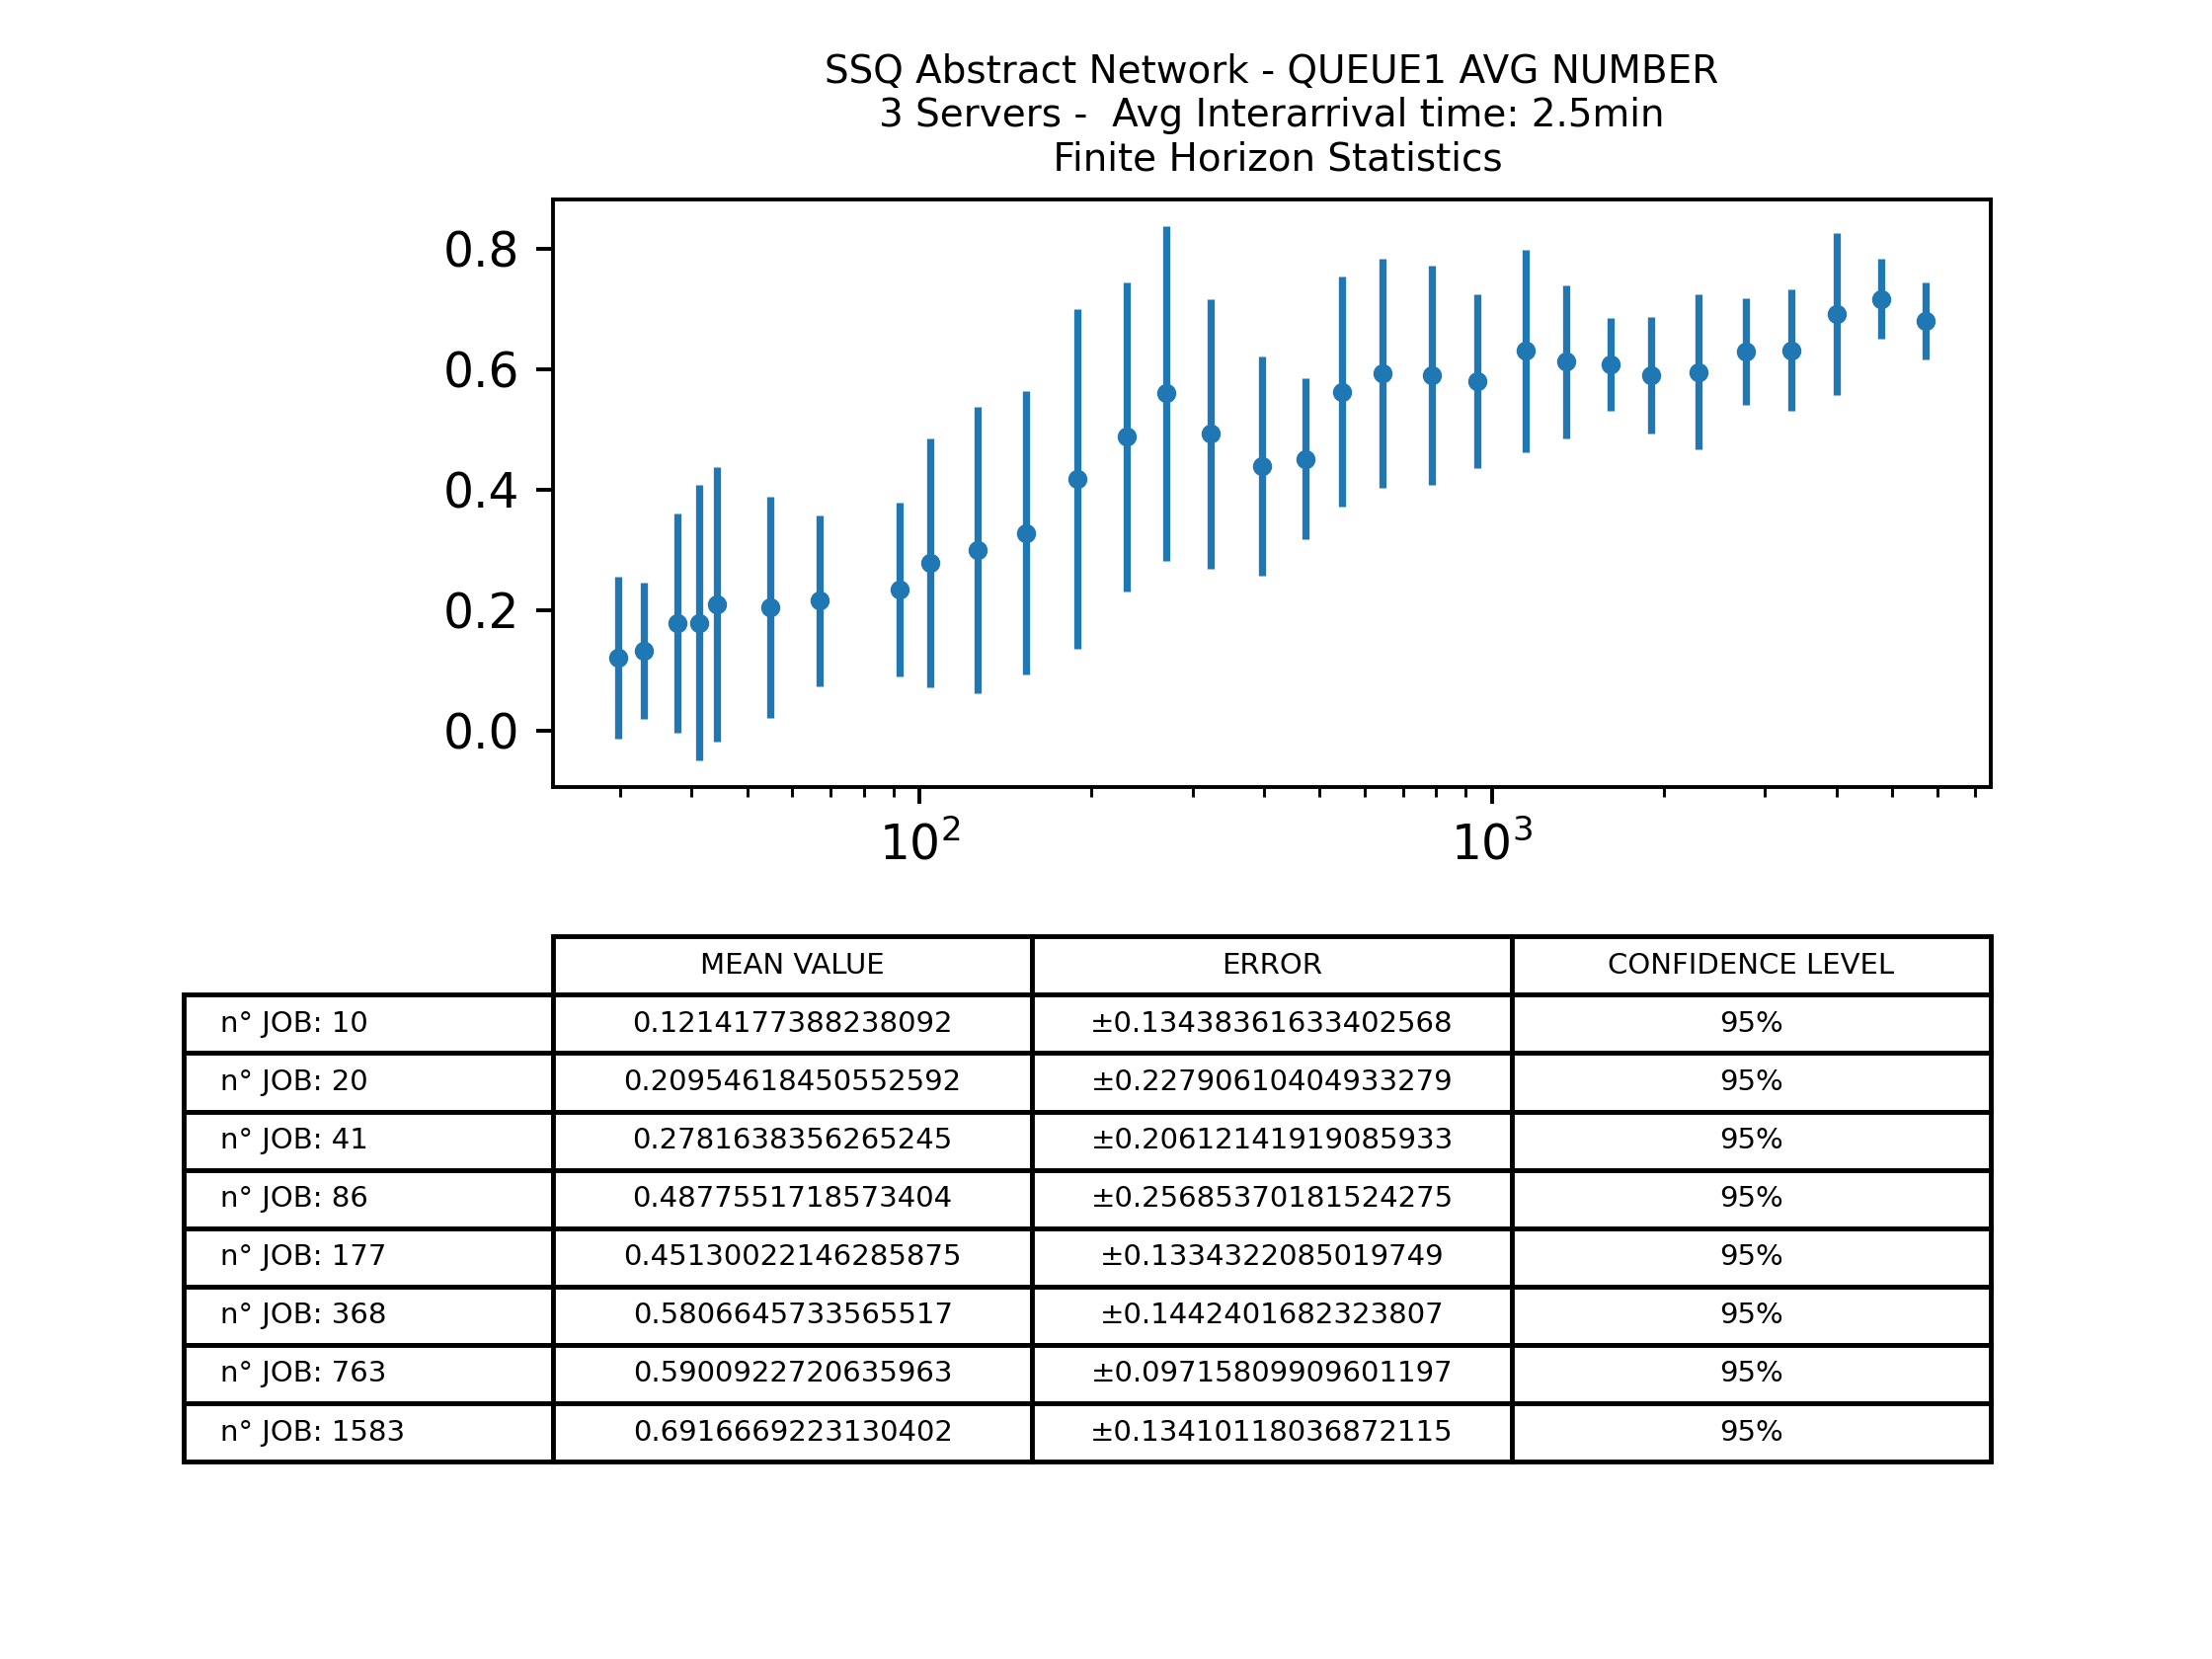 SSQ Abstract Network - QUEUE1 AVG NUMBER
3 Servers -  Avg Interarrival time: 2.5min
Finite Horizon Statistics
0.8
0.6
0.4
0.2
0.0
10² 10³
MEAN VALUE ERROR CONFIDENCE LEVEL
n° JOB: 10 0.1214177388238092 ±0.13438361633402568 95%
n° JOB: 20 0.20954618450552592 ±0.22790610404933279 95%
n° JOB: 41 0.2781638356265245 ±0.20612141919085933 95%
n° JOB: 86 0.4877551718573404 ±0.25685370181524275 95%
n° JOB: 177 0.45130022146285875 ±0.1334322085019749 95%
n° JOB: 368 0.5806645733565517 ±0.1442401682323807 95%
n° JOB: 763 0.5900922720635963 ±0.09715809909601197 95%
n° JOB: 1583 0.6916669223130402 ±0.13410118036872115 95%